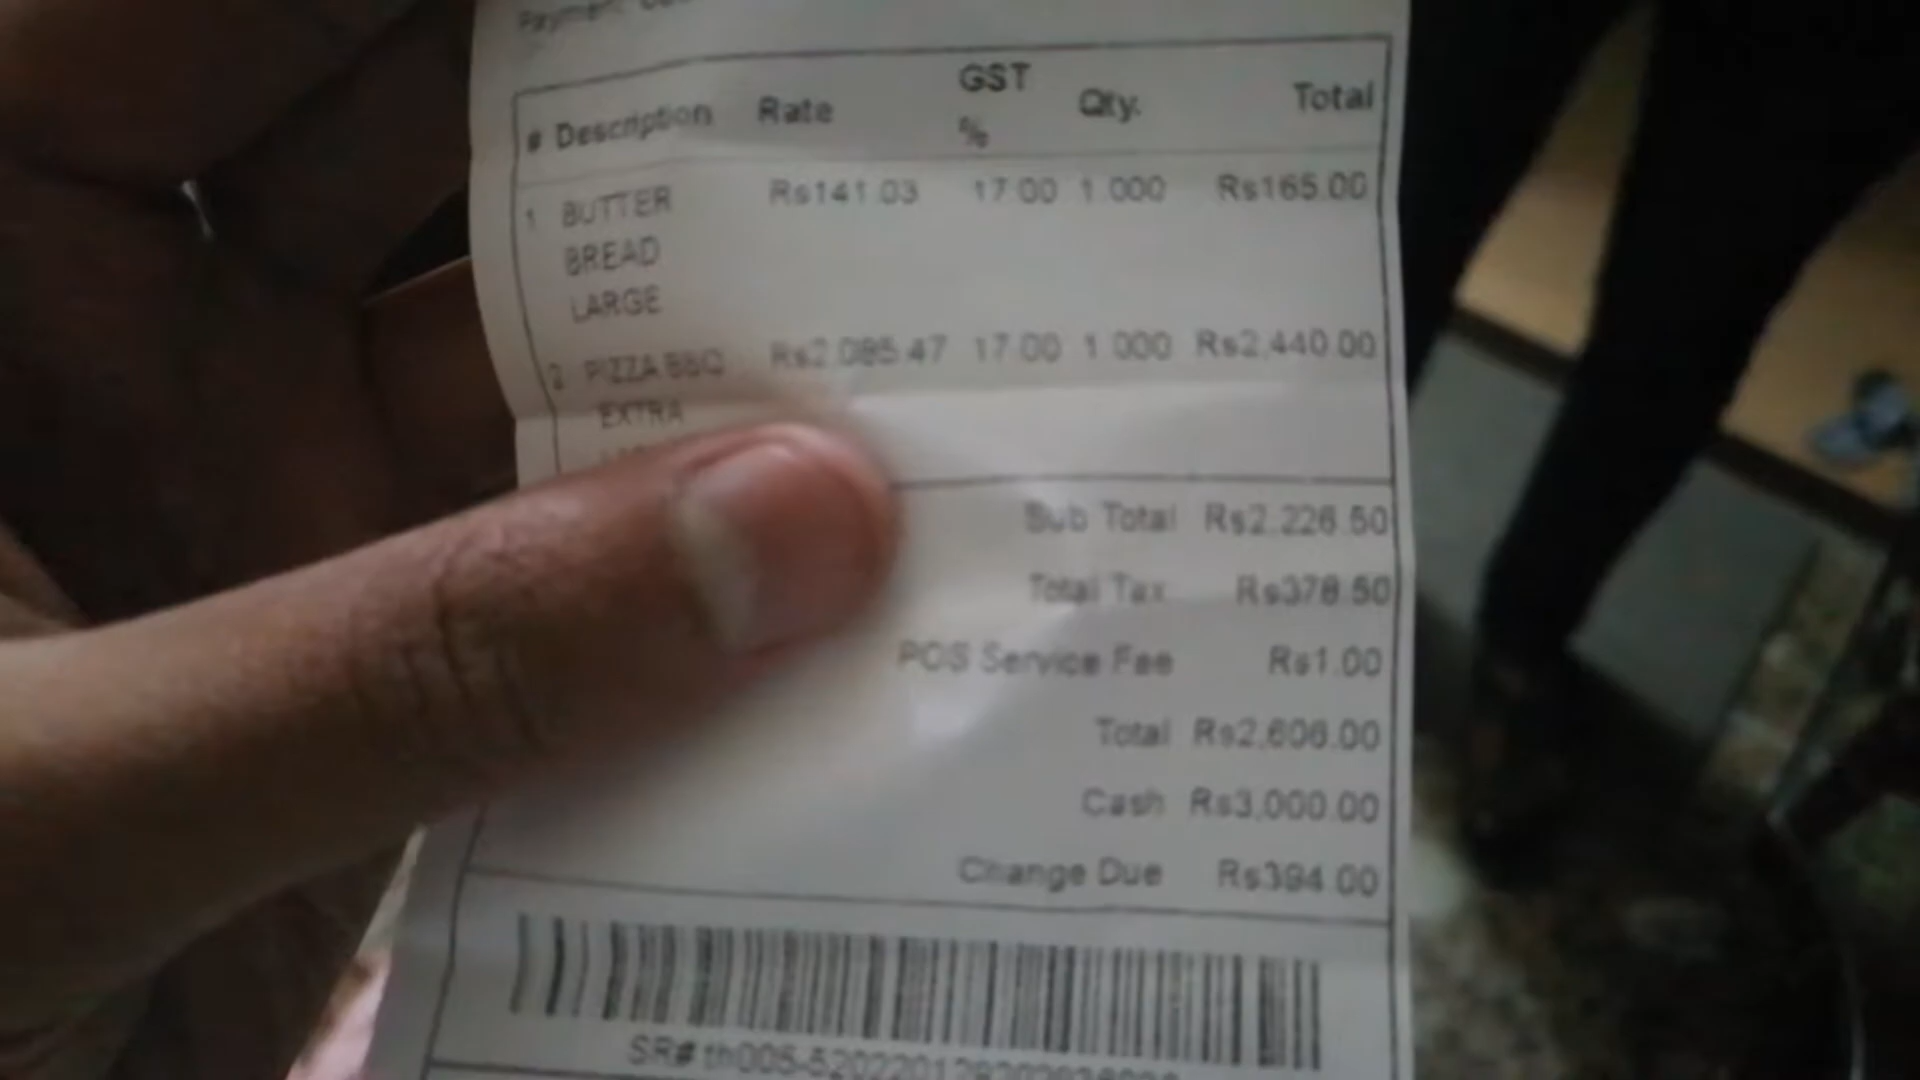 Payment
# Description Rate GST % Qty. Total
1 BUTTER Rs141.03 17.00 1.000 Rs165.00
BREAD
LARGE
2 PIZZA BBQ Rs2,085.47 17.00 1.000 Rs2,440.00
EXTRA
Sub Total Rs2,226.50
Total Tax Rs378.50
POS Service Fee Rs1.00
Total Rs2,606.00
Cash Rs3,000.00
Change Due Rs394.00
SR#